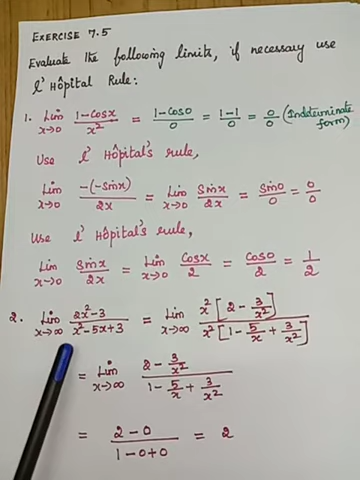 EXERCISE 7.5
Evaluate the following limits, if necessary use
l' Hôpital Rule:
1. Lim x→0 (1-cosx)/x² = (1-cos0)/0 = (1-1)/0 = 0/0 (Indeterminate form)
Use l' Hôpital's rule,
Lim x→0 -(-sinx)/2x = Lim x→0 sinx/2x = sin0/0 = 0/0
Use l' Hôpital's rule,
Lim x→0 sinx/2x = Lim x→0 cosx/2 = cos0/2 = 1/2
2. Lim x→∞ (2x²-3)/(x²-5x+3) = Lim x→∞ x²[2 - 3/x²]/x²[1 - 5/x + 3/x²]
= Lim x→∞ (2 - 3/x²)/(1 - 5/x + 3/x²)
= (2-0)/(1-0+0) = 2